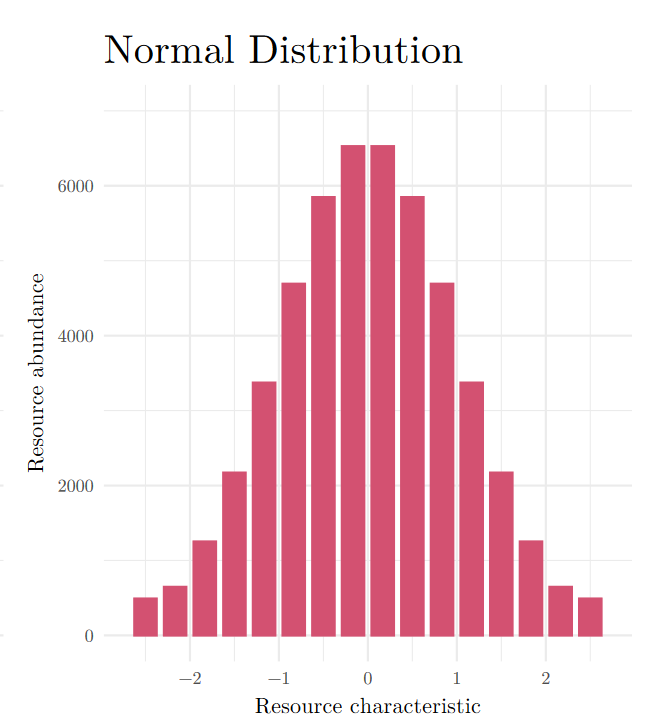 Normal Distribution
6000
4000
2000
0
Resource abundance
−2 −1 0 1 2
Resource characteristic